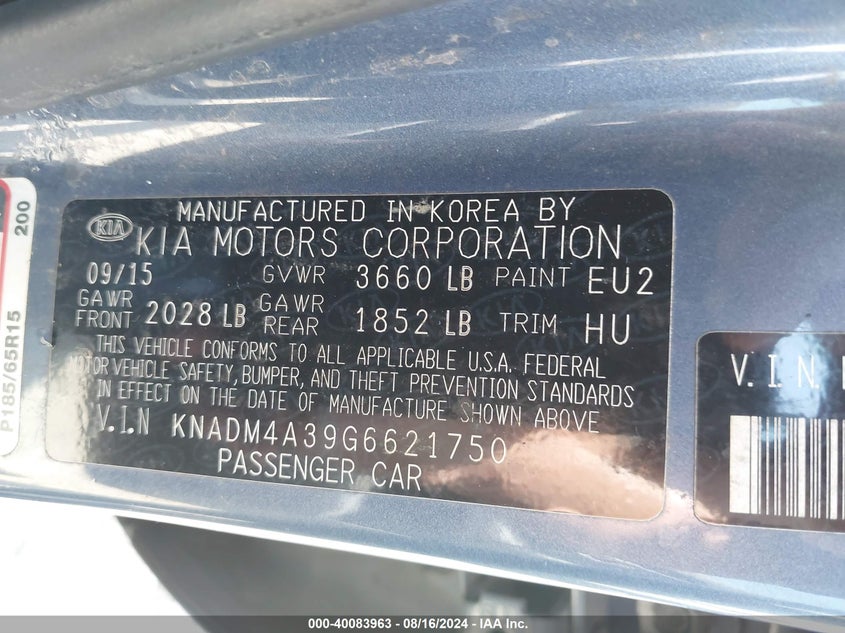 MANUFACTURED IN KOREA BY
KIA
KIA MOTORS CORPORATION
09/15 GVWR 3660 LB PAINT EU2
GAWR FRONT 2028 LB GAWR REAR 1852 LB TRIM HU
THIS VEHICLE CONFORMS TO ALL APPLICABLE U.S.A. FEDERAL
MOTOR VEHICLE SAFETY, BUMPER, AND THEFT PREVENTION STANDARDS
IN EFFECT ON THE DATE OF MANUFACTURE SHOWN ABOVE
V.I.N KNADM4A39G6621750
PASSENGER CAR
P185/65R15
200
V.I.N.
000-40083963 - 08/16/2024 - IAA Inc.